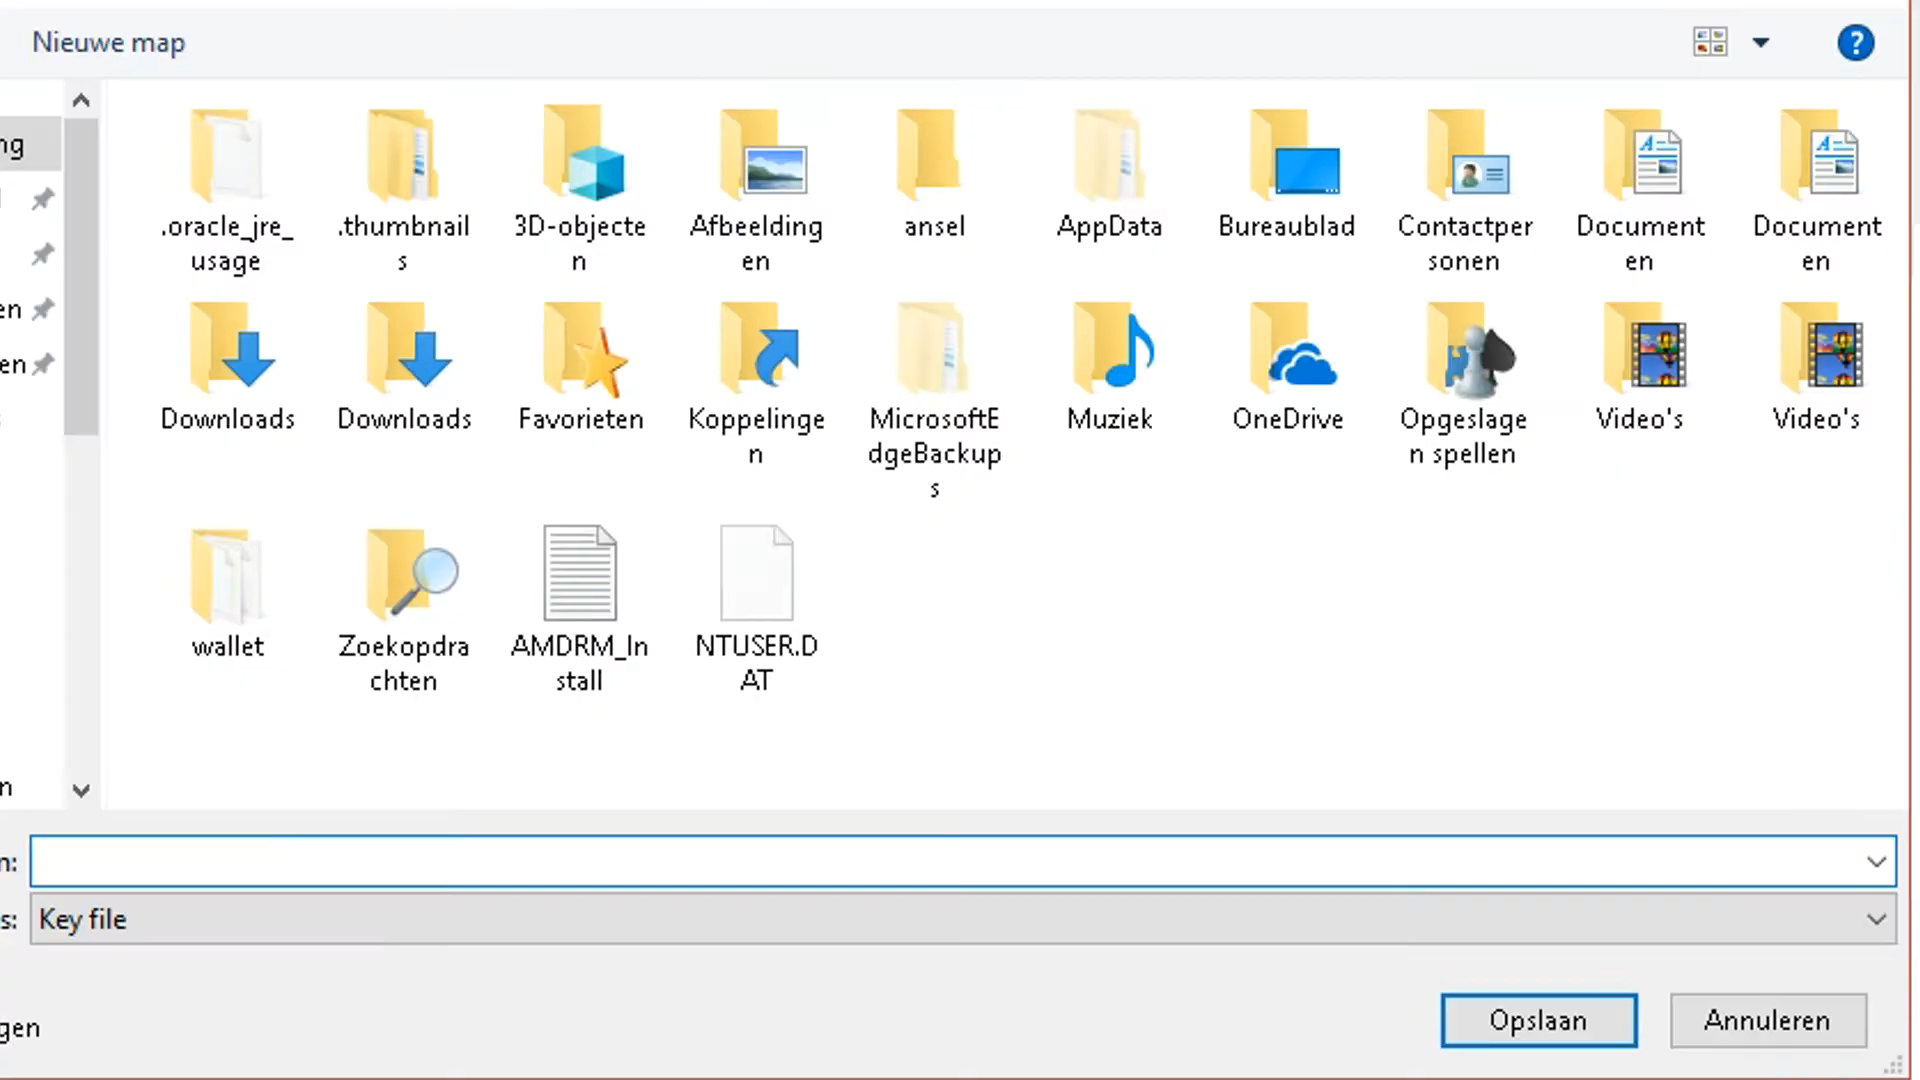 Nieuwe map
ng
.oracle_jre_
usage
.thumbnail
s
3D-objecte
n
Afbeelding
en
ansel
AppData
Bureaublad
Contactper
sonen
Document
en
Document
en
en
en
Downloads
Downloads
Favorieten
Koppelinge
n
MicrosoftE
dgeBackup
s
Muziek
OneDrive
Opgeslage
n spellen
Video's
Video's
wallet
Zoekopdra
chten
AMDRM_In
stall
NTUSER.D
AT
n
n:
s: Key file
gen
Opslaan
Annuleren